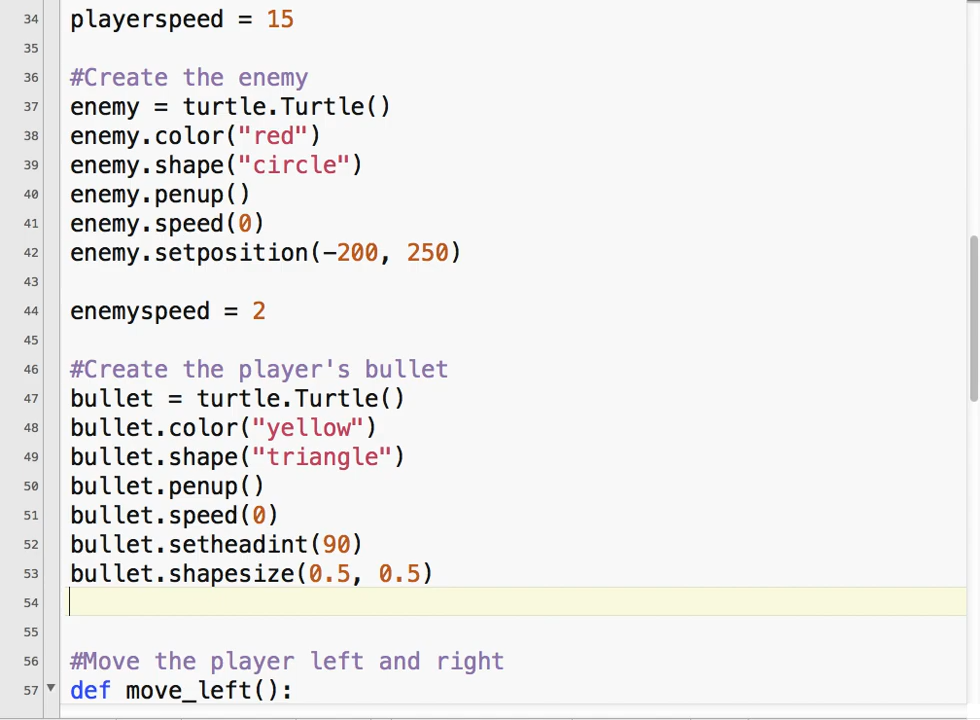 34 playerspeed = 15
35
36 #Create the enemy
37 enemy = turtle.Turtle()
38 enemy.color("red")
39 enemy.shape("circle")
40 enemy.penup()
41 enemy.speed(0)
42 enemy.setposition(-200, 250)
43
44 enemyspeed = 2
45
46 #Create the player's bullet
47 bullet = turtle.Turtle()
48 bullet.color("yellow")
49 bullet.shape("triangle")
50 bullet.penup()
51 bullet.speed(0)
52 bullet.setheadint(90)
53 bullet.shapesize(0.5, 0.5)
54
55
56 #Move the player left and right
57 def move_left():